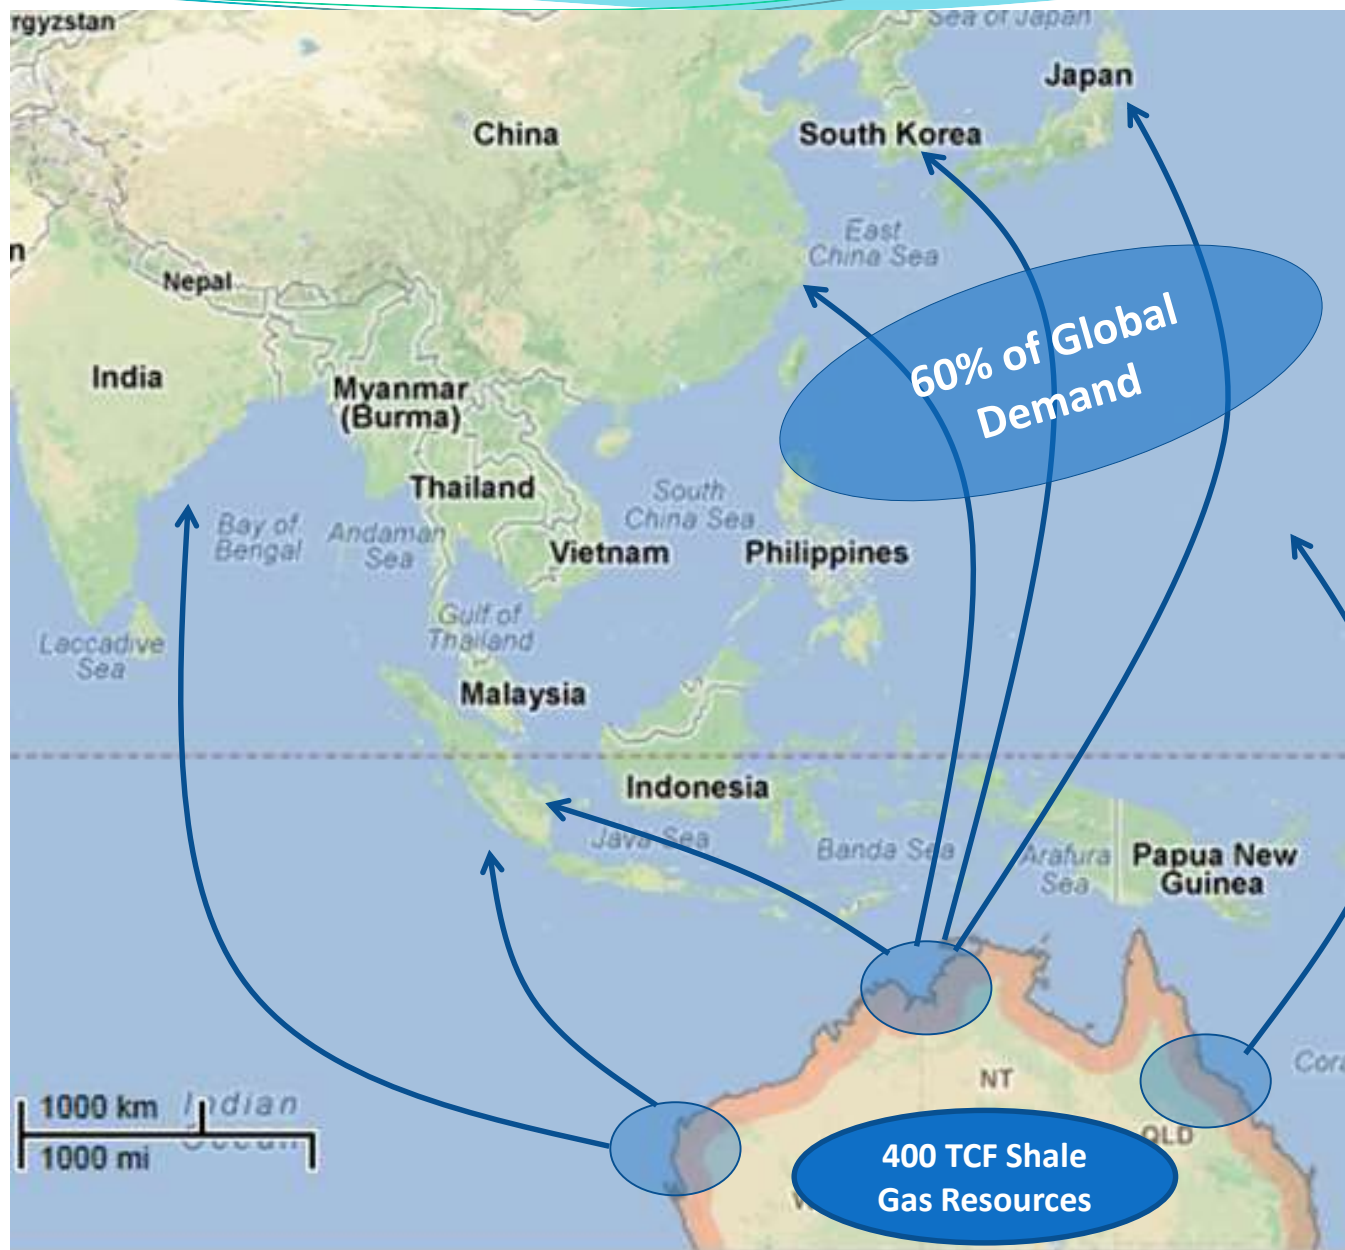 rgyzstan
Sea of Japan
Japan
China
South Korea
East
China Sea
n
Nepal
60% of Global
Demand
India
Myanmar
(Burma)
Thailand
South
China Sea
Bay of
Bengal
Andaman
Sea
Vietnam
Philippines
Gulf of
Thailand
Laccadive
Sea
Malaysia
Indonesia
Java Sea
Banda Sea
Arafura
Sea
Papua New
Guinea
Cora
NT
1000 km
Indian
Ocean
1000 mi
QLD
400 TCF Shale
Gas Resources
W